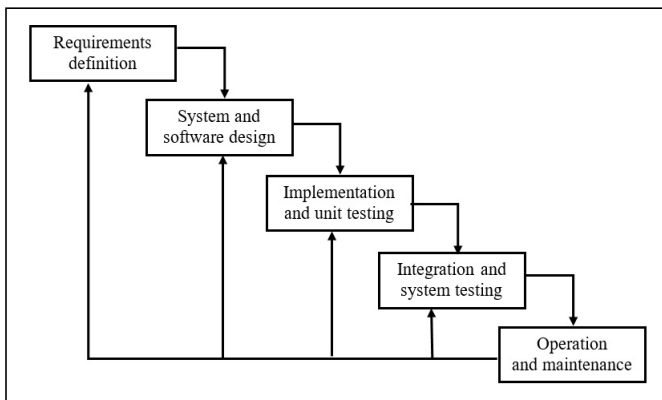 Requirements
definition
System and
software design
Implementation
and unit testing
Integration and
system testing
Operation
and maintenance